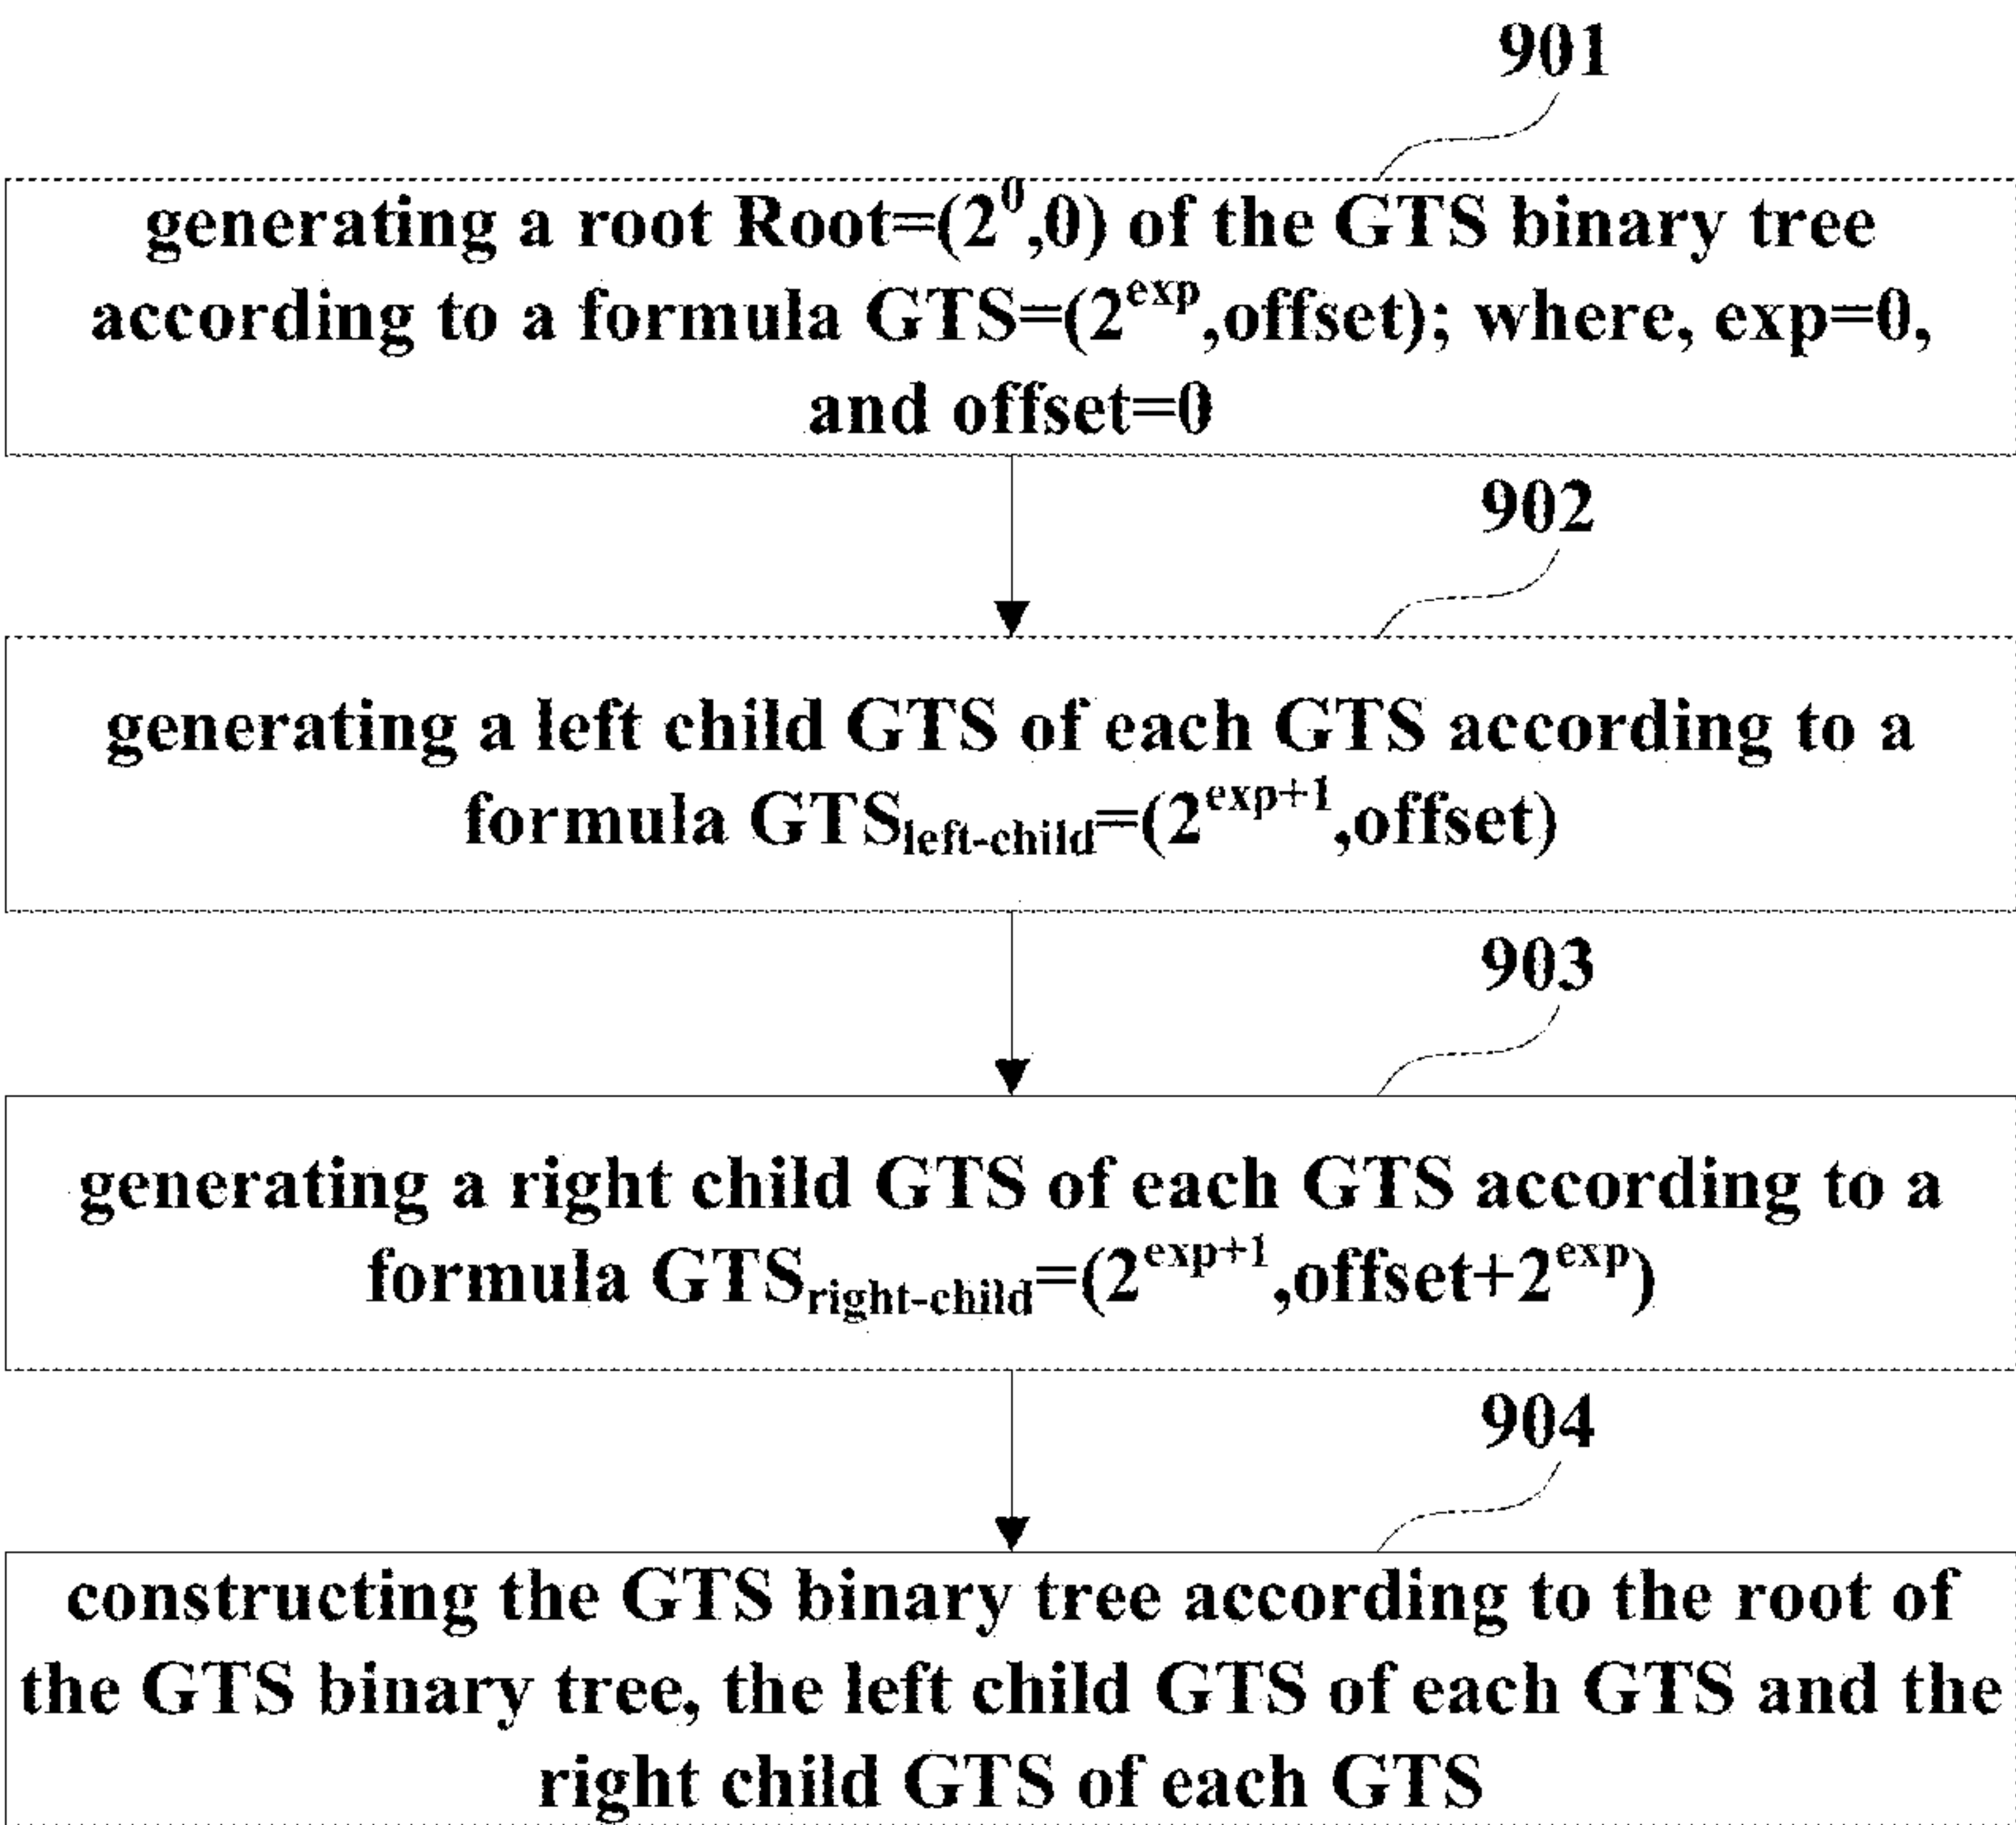 901
generating a root Root=(2⁰,0) of the GTS binary tree
according to a formula GTS=(2^exp,offset); where, exp=0,
and offset=0
902
generating a left child GTS of each GTS according to a
formula GTS_left-child=(2^exp+1,offset)
903
generating a right child GTS of each GTS according to a
formula GTS_right-child=(2^exp+1,offset+2^exp)
904
constructing the GTS binary tree according to the root of
the GTS binary tree, the left child GTS of each GTS and the
right child GTS of each GTS